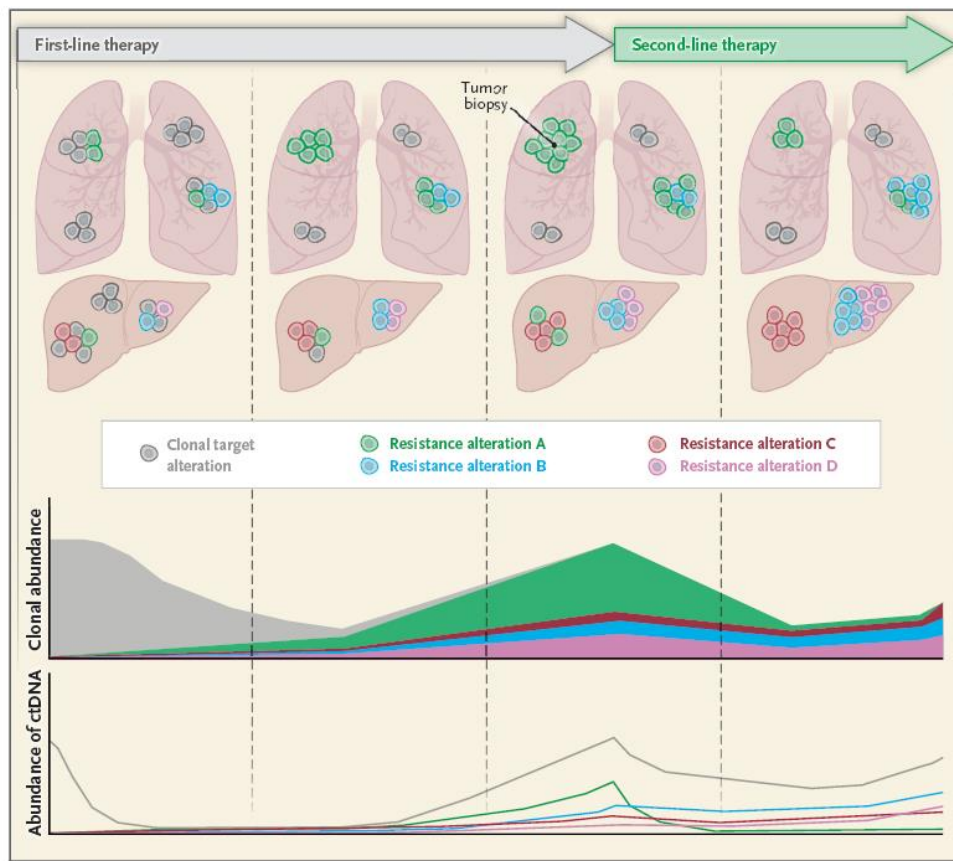 First-line therapy
Second-line therapy
Tumor
biopsy
Clonal target
alteration
Resistance alteration A
Resistance alteration B
Resistance alteration C
Resistance alteration D
Clonal abundance
Abundance of ctDNA